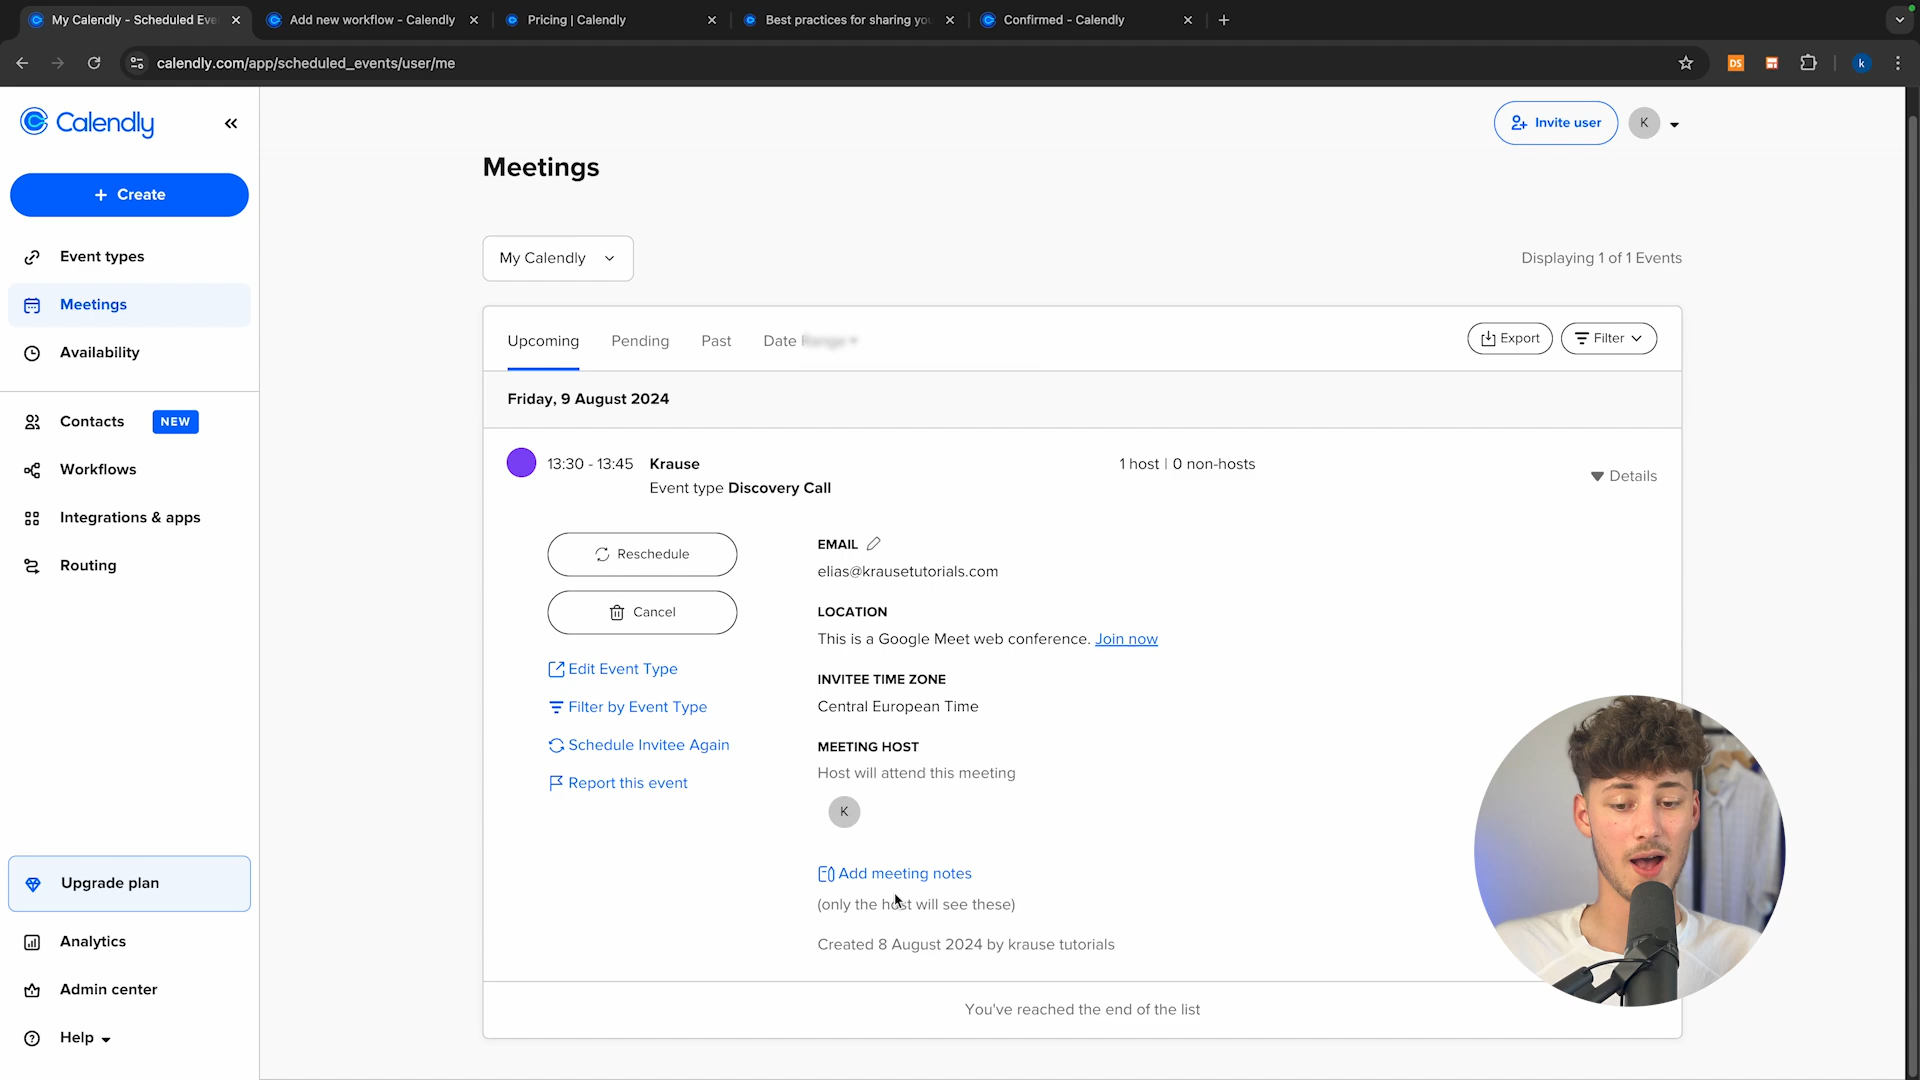 My Calendly - Scheduled Eve
Add new workflow - Calendly
Pricing | Calendly
Best practices for sharing you
Confirmed - Calendly
calendly.com/app/scheduled_events/user/me
DS
k
Calendly
Invite user
K
+ Create
Meetings
My Calendly
Displaying 1 of 1 Events
Event types
Meetings
Availability
Contacts NEW
Workflows
Integrations & apps
Routing
Upgrade plan
Analytics
Admin center
Help
Upcoming
Pending
Past
Date Range
Export
Filter
Friday, 9 August 2024
13:30 - 13:45
Krause
1 host | 0 non-hosts
Event type Discovery Call
Details
Reschedule
Cancel
Edit Event Type
Filter by Event Type
Schedule Invitee Again
Report this event
EMAIL
elias@krausetutorials.com
LOCATION
This is a Google Meet web conference. Join now
INVITEE TIME ZONE
Central European Time
MEETING HOST
Host will attend this meeting
K
Add meeting notes
(only the host will see these)
Created 8 August 2024 by krause tutorials
You've reached the end of the list